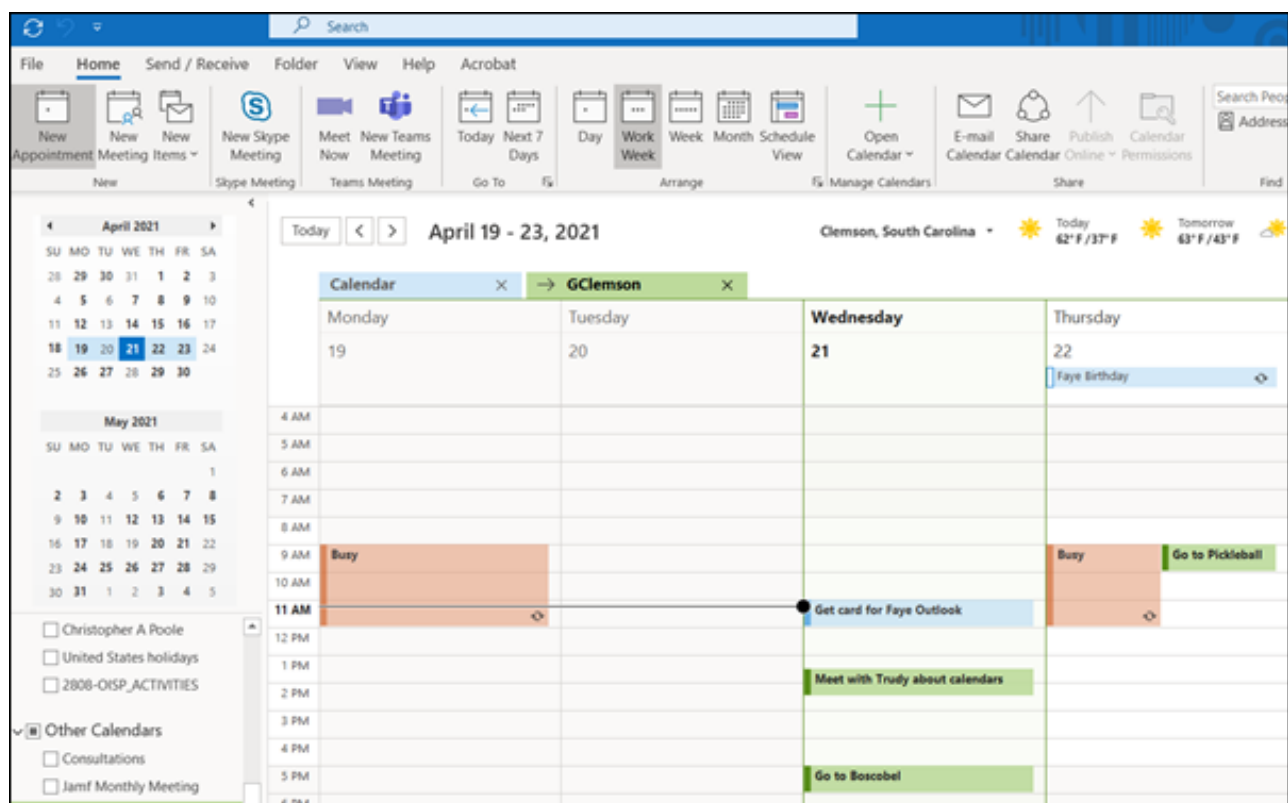 Search
File Home Send / Receive Folder View Help Acrobat
New Appointment
New Meeting
New Items
New
New Skype Meeting
Skype Meeting
Meet Now
New Teams Meeting
Teams Meeting
Today
Next 7 Days
Go To
Day
Work Week
Week
Month
Schedule View
Arrange
Open Calendar
Manage Calendars
E-mail Calendar
Share Calendar
Publish Online
Calendar Permissions
Share
Search Peop
Address
Find
April 2021
SU MO TU WE TH FR SA
28 29 30 31 1 2 3
4 5 6 7 8 9 10
11 12 13 14 15 16 17
18 19 20 21 22 23 24
25 26 27 28 29 30
May 2021
SU MO TU WE TH FR SA
1
2 3 4 5 6 7 8
9 10 11 12 13 14 15
16 17 18 19 20 21 22
23 24 25 26 27 28 29
30 31 1 2 3 4 5
Christopher A Poole
United States holidays
2808-OISP_ACTIVITIES
Other Calendars
Consultations
Jamf Monthly Meeting
Today
April 19 - 23, 2021
Clemson, South Carolina
Today
62°F/37°F
Tomorrow
63°F/43°F
Calendar
GClemson
Monday Tuesday Wednesday Thursday
19 20 21 22
Faye Birthday
4 AM
5 AM
6 AM
7 AM
8 AM
9 AM Busy Busy Go to Pickleball
10 AM
11 AM Get card for Faye Outlook
12 PM
1 PM
Meet with Trudy about calendars
2 PM
3 PM
4 PM
5 PM Go to Boscobel
6 PM